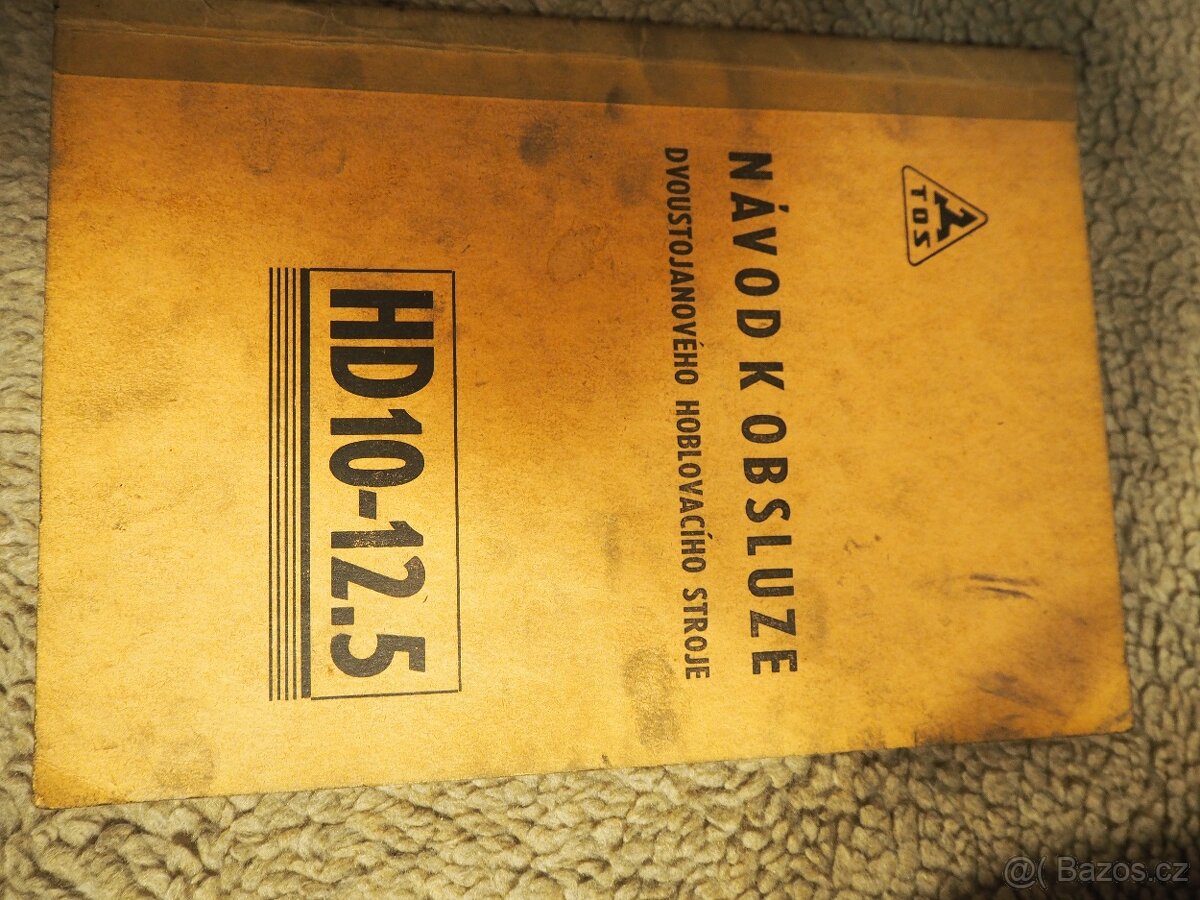 TOS
NÁVOD K OBSLUZE
DVOUSTOJANOVÉHO HOBLOVACÍHO STROJE
HD10-12.5
@( Bazos.cz